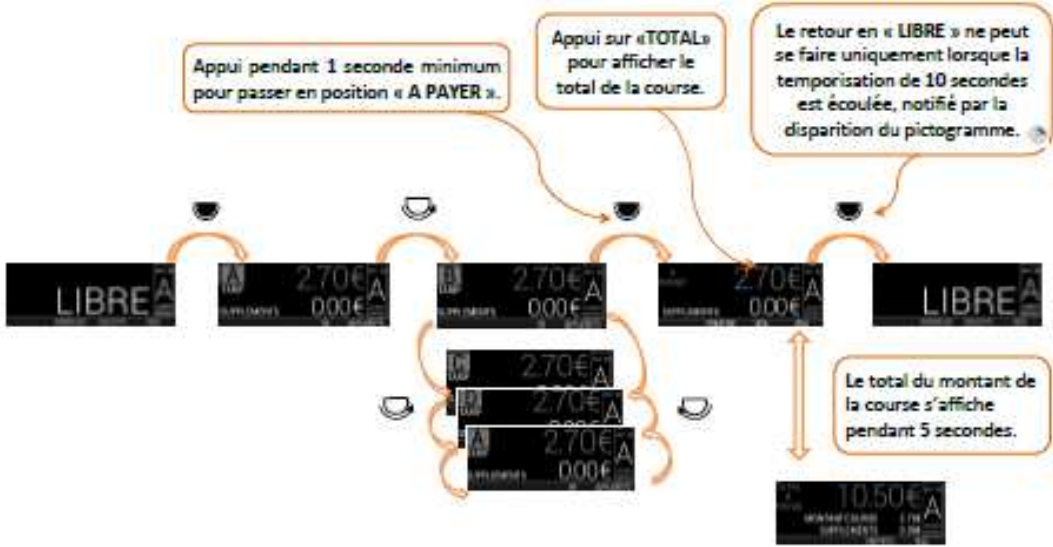 Appui pendant 1 seconde minimum
pour passer en position « A PAYER ».
Appui sur «TOTAL»
pour afficher le
total de la course.
Le retour en « LIBRE » ne peut
se faire uniquement lorsque la
temporisation de 10 secondes
est écoulée, notifié par la
disparition du pictogramme.
LIBRE A
A 2.70€
SUPPLEMENTS 0.00€ A
2.70€
SUPPLEMENTS 0.00€ A
2.70€
SUPPLEMENTS 0.00€ A
LIBRE A
2.70€ A
2.70€ A
A 2.70€ A
SUPPLEMENTS 0.00€
Le total du montant de
la course s'affiche
pendant 5 secondes.
10.50€ A
MONTANT COURSE
SUPPLEMENTS